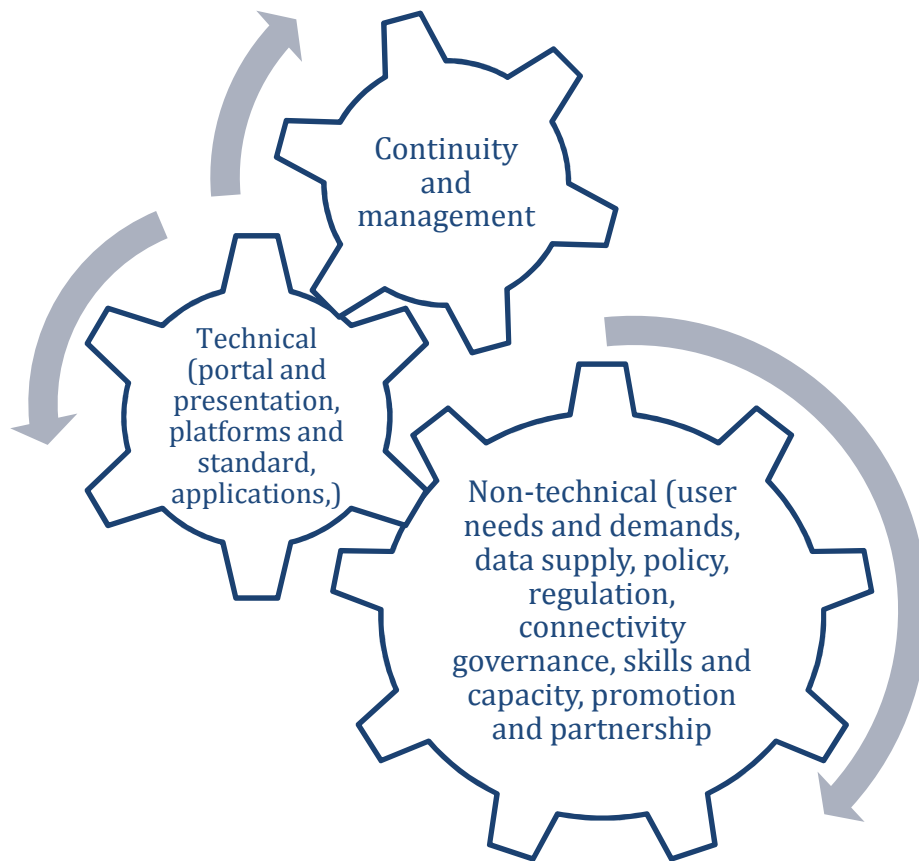 Continuity
and
management
Technical
(portal and
presentation,
platforms and
standard,
applications,)
Non-technical (user
needs and demands,
data supply, policy,
regulation,
connectivity
governance, skills and
capacity, promotion
and partnership